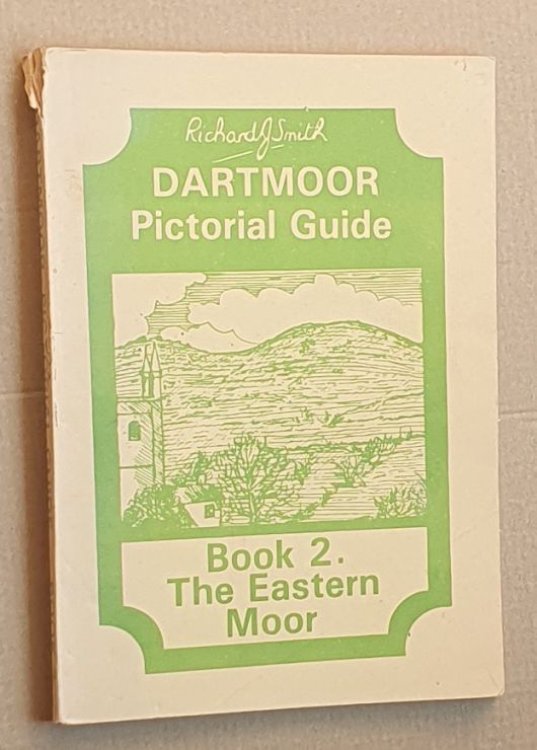 Richard J Smith
DARTMOOR
Pictorial Guide
Book 2.
The Eastern
Moor